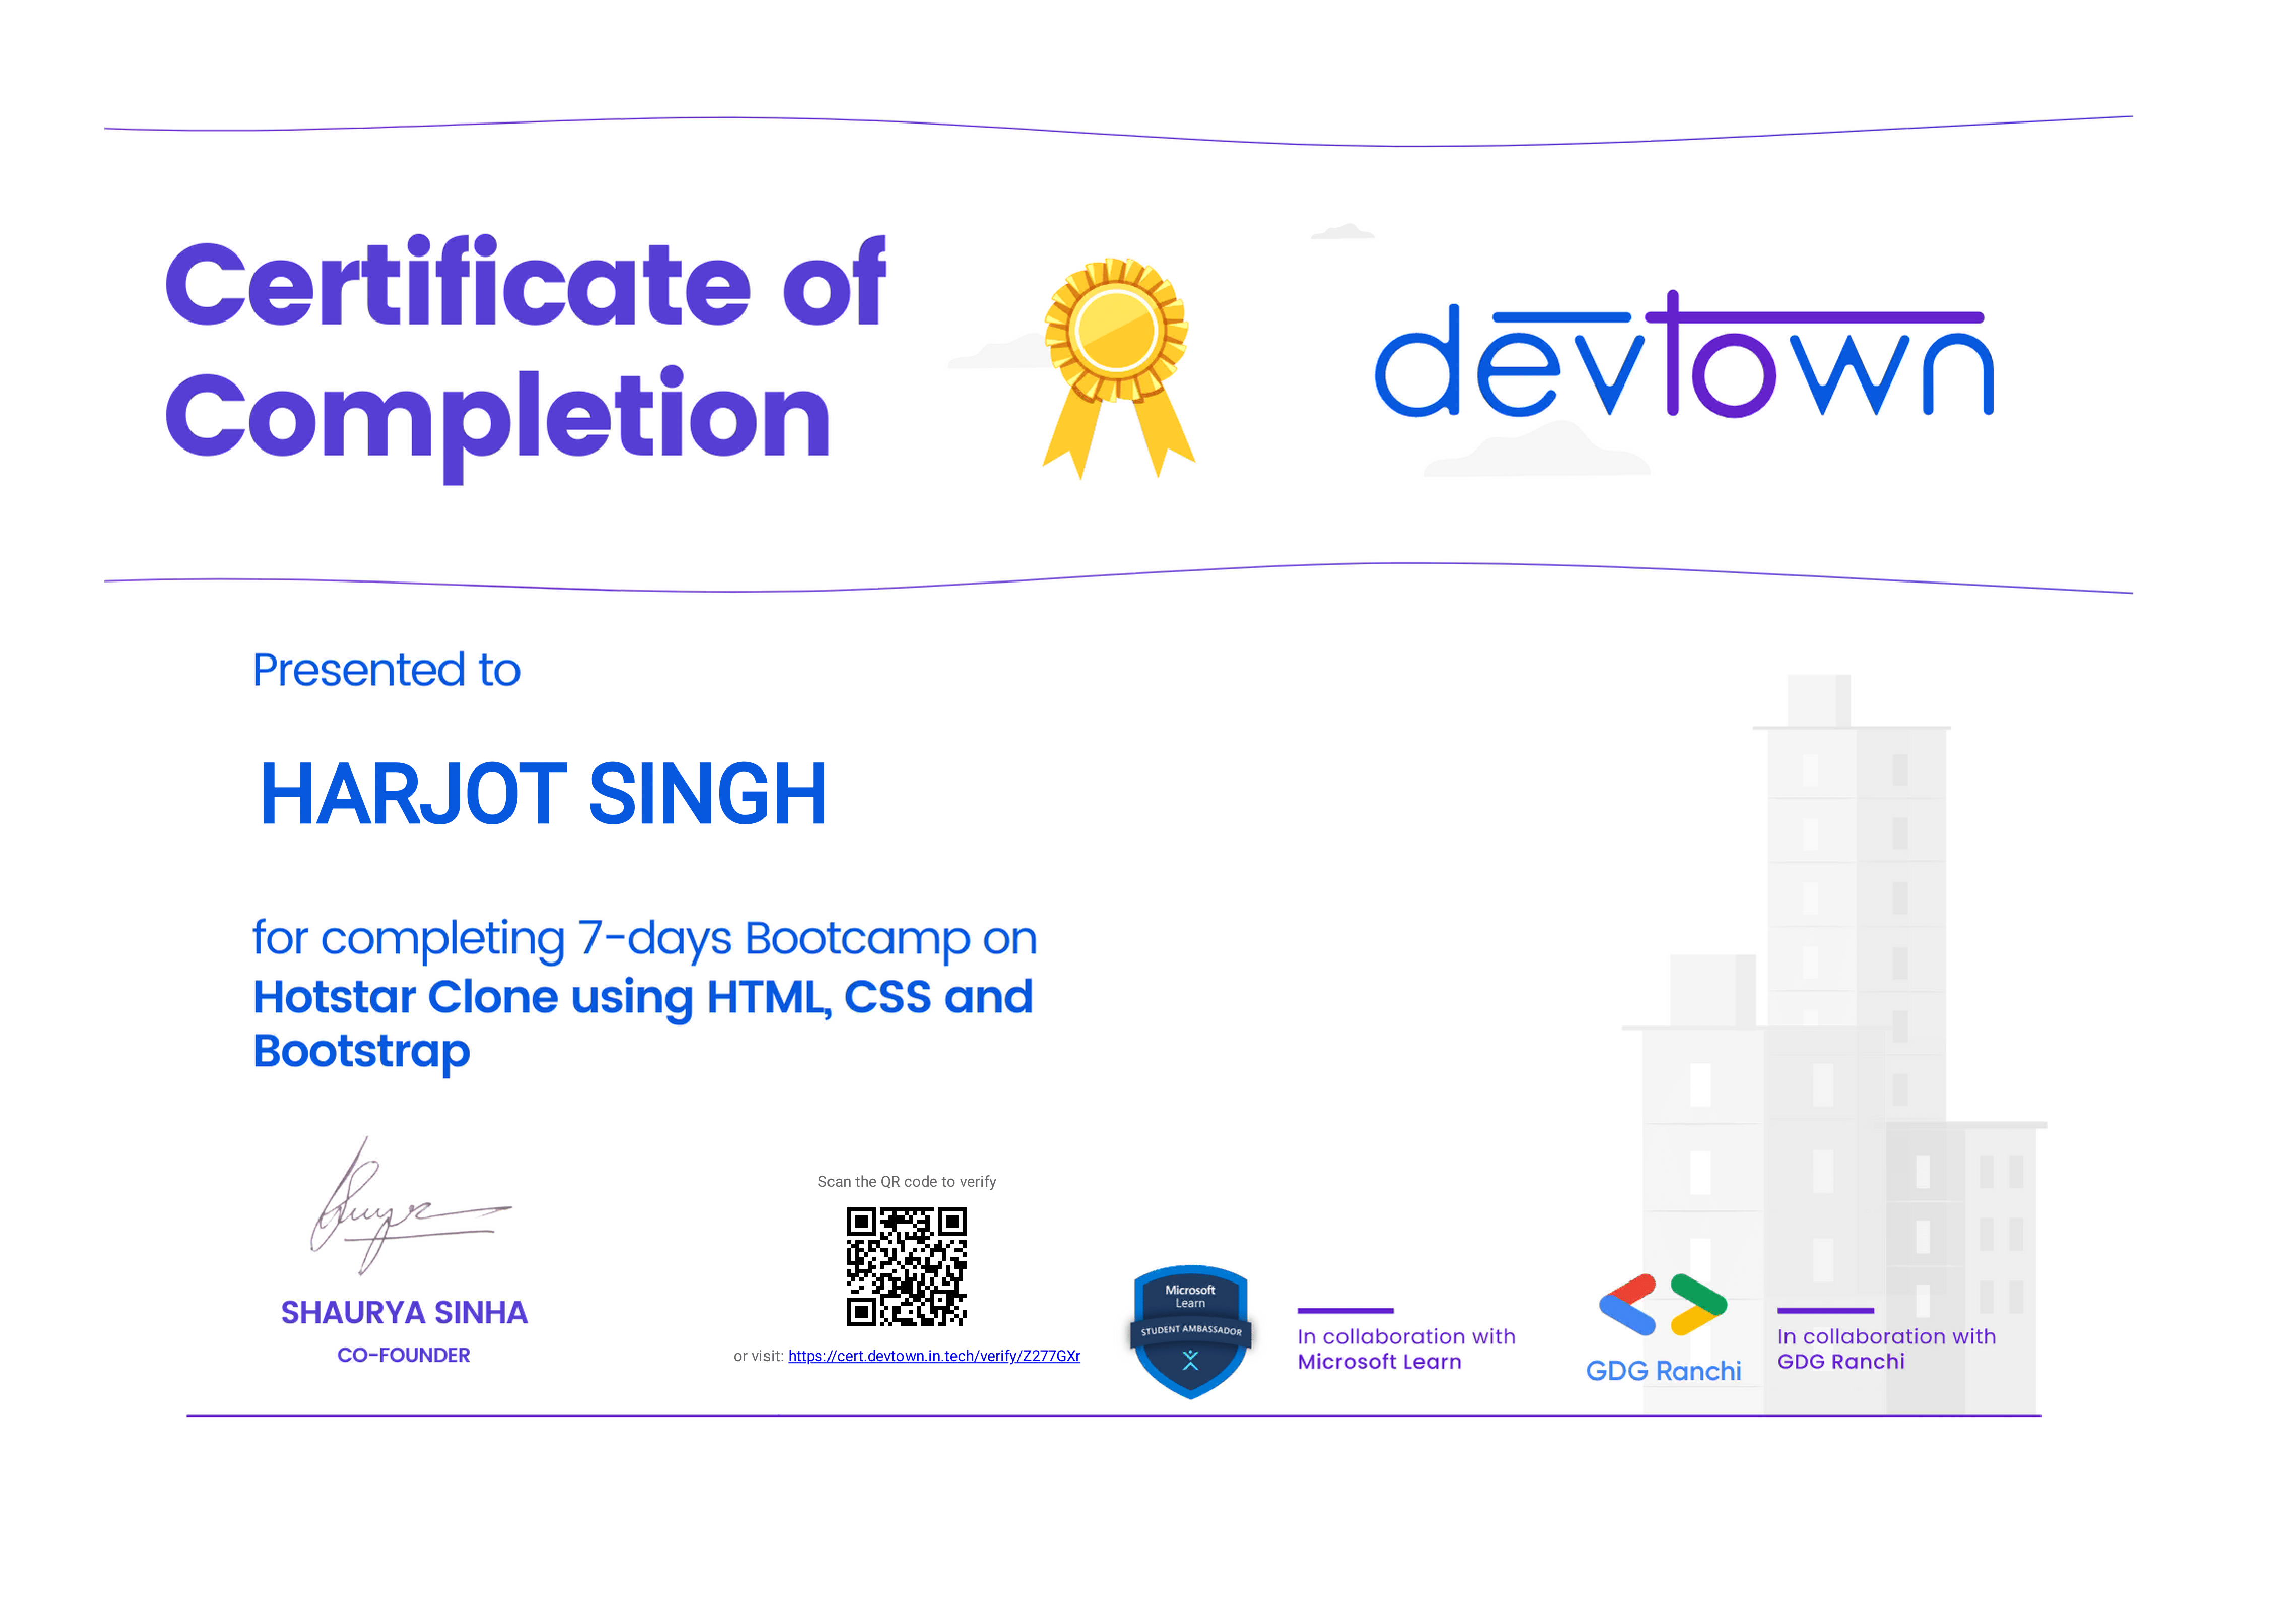 Certificate of
Completion
devtown
Presented to
HARJOT SINGH
for completing 7-days Bootcamp on
Hotstar Clone using HTML, CSS and
Bootstrap
SHAURYA SINHA
CO-FOUNDER
Scan the QR code to verify
or visit: https://cert.devtown.in.tech/verify/Z277GXr
Microsoft
Learn
STUDENT AMBASSADOR
In collaboration with
Microsoft Learn
GDG Ranchi
In collaboration with
GDG Ranchi